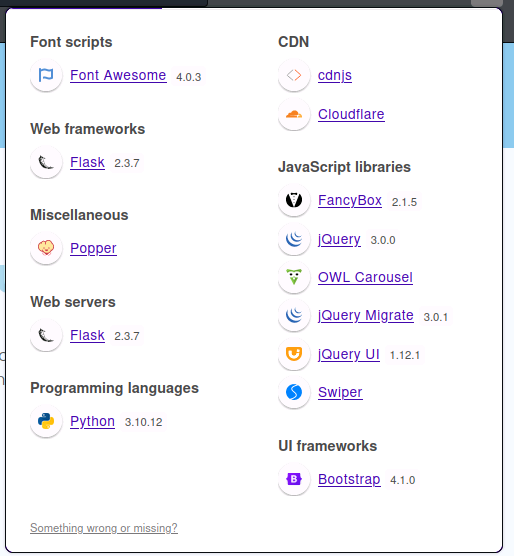 Font scripts
Font Awesome 4.0.3
Web frameworks
Flask 2.3.7
Miscellaneous
Popper
Web servers
Flask 2.3.7
Programming languages
Python 3.10.12
Something wrong or missing?
CDN
cdnjs
Cloudflare
JavaScript libraries
FancyBox 2.1.5
jQuery 3.0.0
OWL Carousel
jQuery Migrate 3.0.1
jQuery UI 1.12.1
Swiper
UI frameworks
Bootstrap 4.1.0